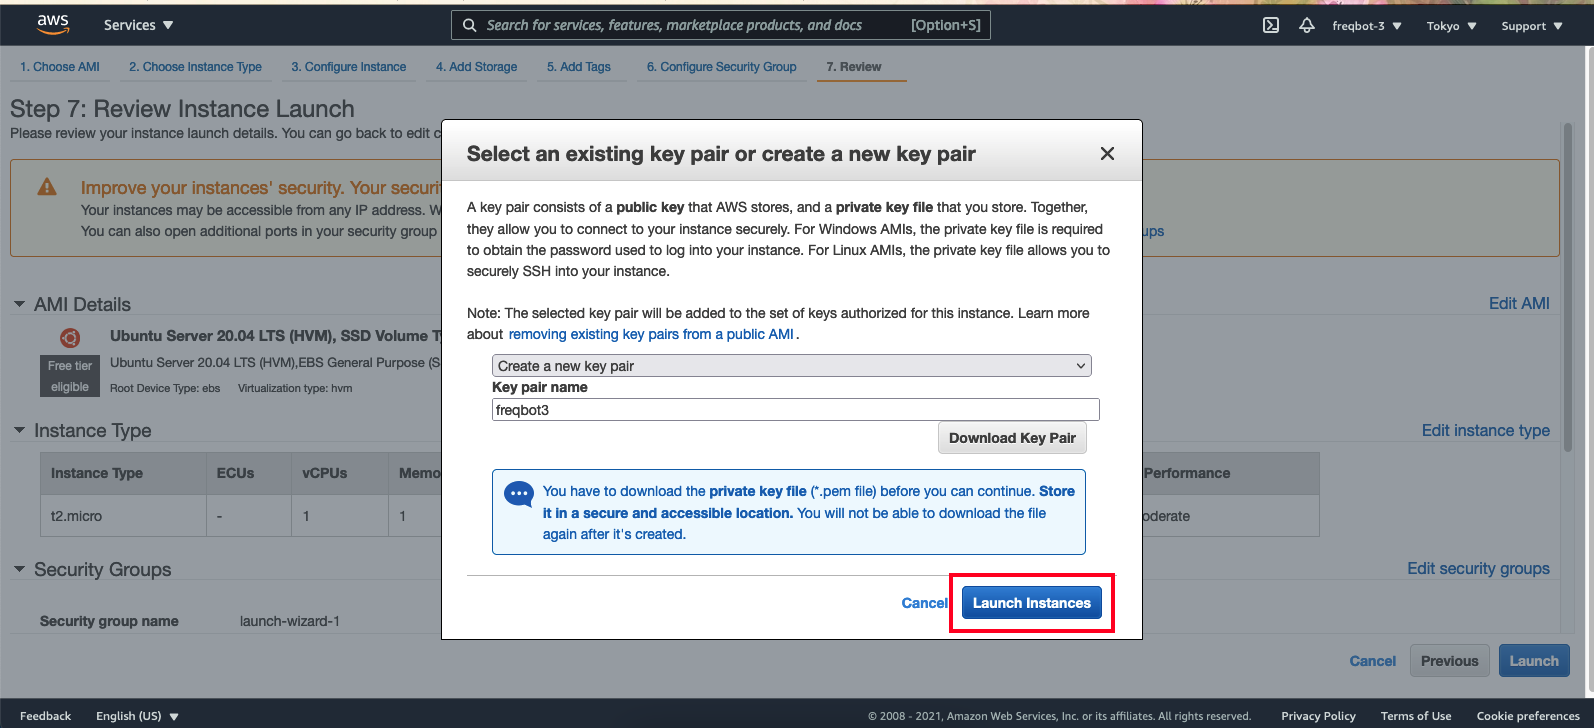 aws
Services
Search for services, features, marketplace products, and docs [Option+S]
freqbot-3
Tokyo
Support
1. Choose AMI
2. Choose Instance Type
3. Configure Instance
4. Add Storage
5. Add Tags
6. Configure Security Group
7. Review
Step 7: Review Instance Launch
Please review your instance launch details. You can go back to edit c
Improve your instances' security. Your securi
Your instances may be accessible from any IP address. W
You can also open additional ports in your security group
ups
AMI Details
Edit AMI
Ubuntu Server 20.04 LTS (HVM), SSD Volume T
Free tier
eligible
Ubuntu Server 20.04 LTS (HVM),EBS General Purpose (S
Root Device Type: ebs Virtualization type: hvm
Instance Type
Edit instance type
Instance Type ECUs vCPUs Memo Performance
t2.micro - 1 1 oderate
Security Groups
Edit security groups
Security group name launch-wizard-1
Select an existing key pair or create a new key pair
A key pair consists of a public key that AWS stores, and a private key file that you store. Together,
they allow you to connect to your instance securely. For Windows AMIs, the private key file is required
to obtain the password used to log into your instance. For Linux AMIs, the private key file allows you to
securely SSH into your instance.
Note: The selected key pair will be added to the set of keys authorized for this instance. Learn more
about removing existing key pairs from a public AMI .
Create a new key pair
Key pair name
freqbot3
Download Key Pair
You have to download the private key file (*.pem file) before you can continue. Store
it in a secure and accessible location. You will not be able to download the file
again after it's created.
Cancel
Launch Instances
Cancel
Previous
Launch
Feedback
English (US)
© 2008 - 2021, Amazon Web Services, Inc. or its affiliates. All rights reserved.
Privacy Policy
Terms of Use
Cookie preferences